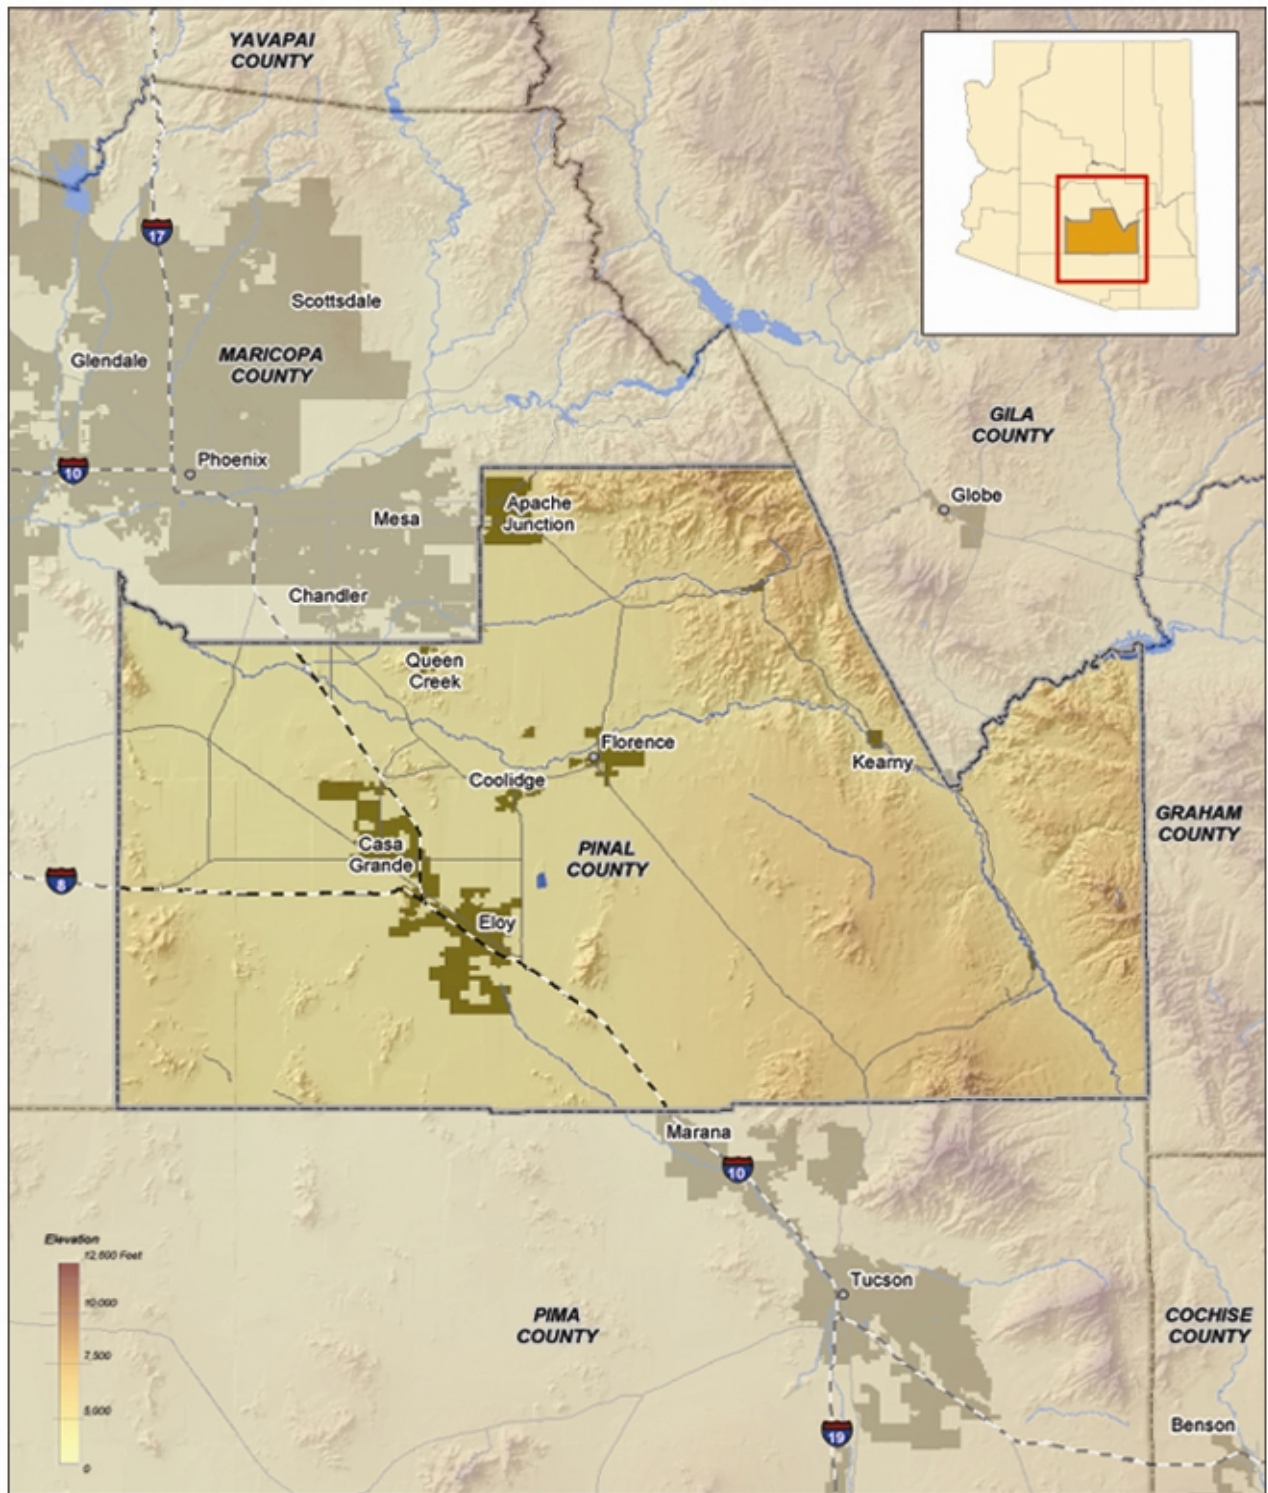 YAVAPAI
COUNTY
17
Scottsdale
Glendale
MARICOPA
COUNTY
GILA
COUNTY
10
Phoenix
Globe
Apache
Junction
Mesa
Chandler
Queen
Creek
Florence
Kearny
Coolidge
GRAHAM
COUNTY
Casa
Grande
PINAL
COUNTY
8
Eloy
Marana
10
Elevation
12,600 Feet
10,000
7,500
5,000
0
Tucson
PIMA
COUNTY
COCHISE
COUNTY
19
Benson